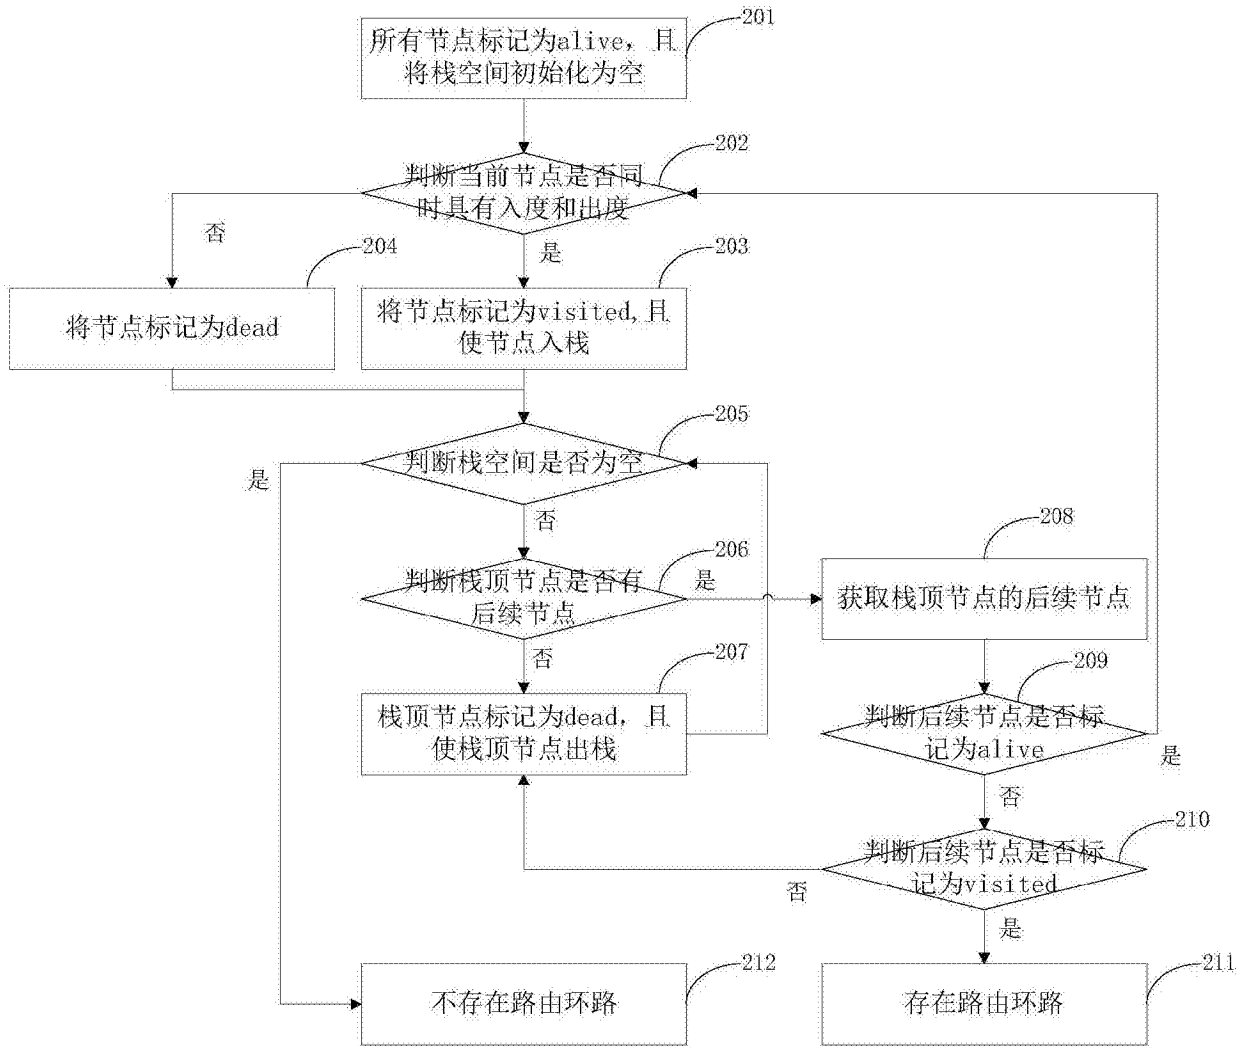 201
所有节点标记为alive，且
将栈空间初始化为空
202
判断当前节点是否同
时具有入度和出度
否
是
204
203
将节点标记为dead
将节点标记为visited,且
使节点入栈
205
判断栈空间是否为空
是
否
206
208
判断栈顶节点是否有
后续节点
是
获取栈顶节点的后续节点
否
207
209
栈顶节点标记为dead，且
使栈顶节点出栈
判断后续节点是否标
记为alive
是
否
210
判断后续节点是否标
记为visited
否
是
212
211
不存在路由环路
存在路由环路